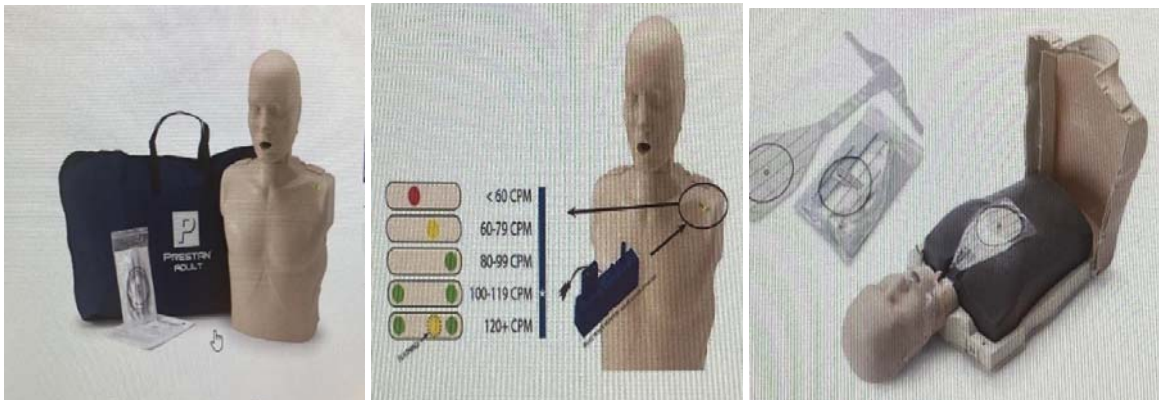 P
PRESTAN
ADULT
< 60 CPM
60-79 CPM
80-99 CPM
100-119 CPM
120+ CPM